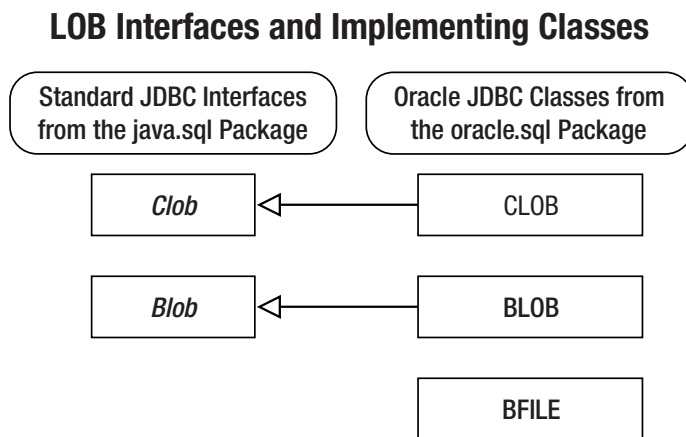 LOB Interfaces and Implementing Classes
Standard JDBC Interfaces
from the java.sql Package
Oracle JDBC Classes from
the oracle.sql Package
Clob
CLOB
Blob
BLOB
BFILE